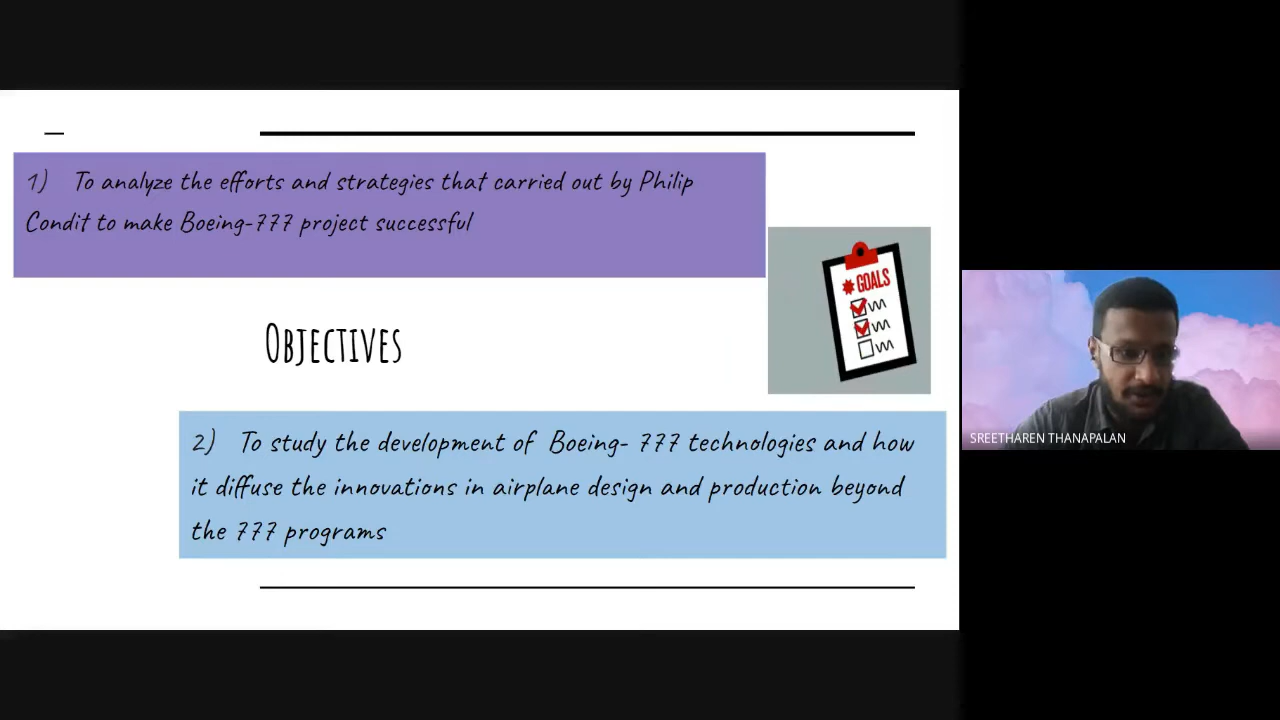 1) To analyze the efforts and strategies that carried out by Philip
Condit to make Boeing-777 project successful
* GOALS
OBJECTIVES
2) To study the development of Boeing- 777 technologies and how
it diffuse the innovations in airplane design and production beyond
the 777 programs
SREETHAREN THANAPALAN